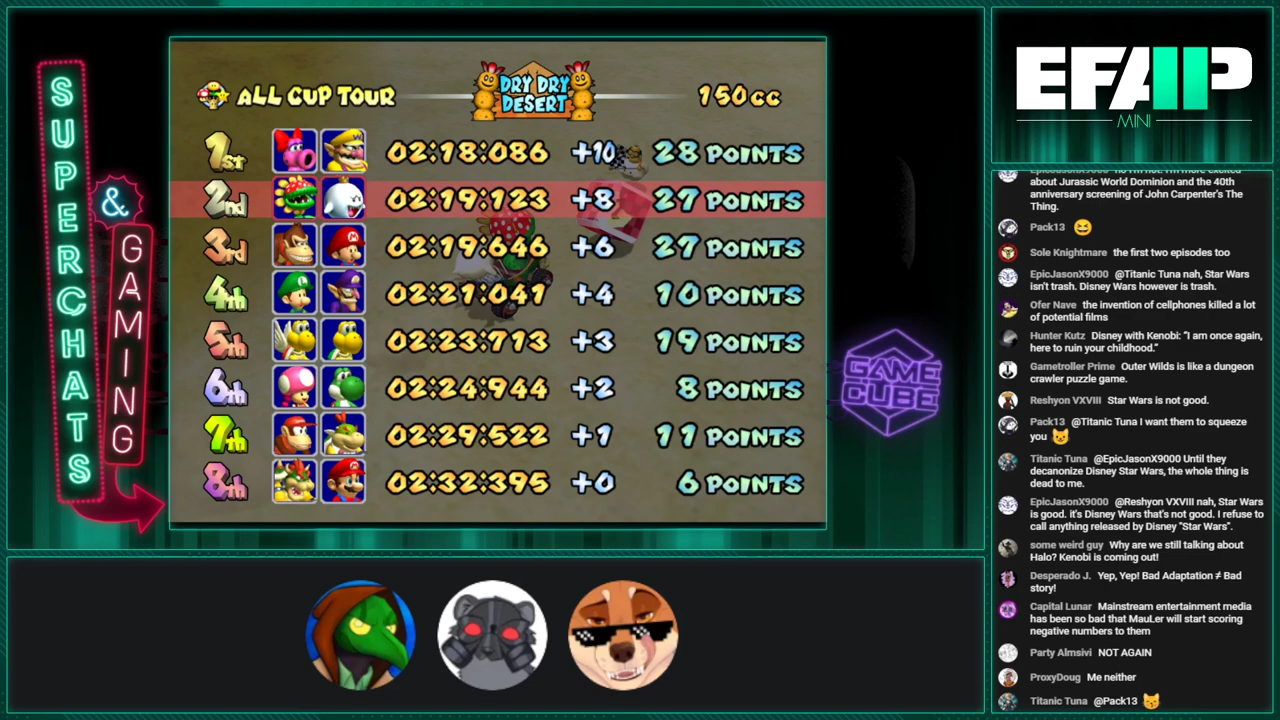 SUPERCHATS
&
GAMING
ALL CUP TOUR
DRY DRY
DESERT
150cc
1st 02:18:086 +10 28 POINTS
2nd 02:19:123 +8 27 POINTS
3rd 02:19:646 +6 27 POINTS
4th 02:21:041 +4 10 POINTS
5th 02:23:713 +3 19 POINTS
6th 02:24:944 +2 8 POINTS
7th 02:29:522 +1 11 POINTS
8th 02:32:395 +0 6 POINTS
GAME
CUBE
EFAP
MINI
about Jurassic World Dominion and the 40th
anniversary screening of John Carpenter's The
Thing.
Pack13
Sole Knightmare the first two episodes too
EpicJasonX9000 @Titanic Tuna nah, Star Wars
isn't trash. Disney Wars however is trash.
Ofer Nave the invention of cellphones killed a lot
of potential films
Hunter Kutz Disney with Kenobi: “I am once again,
here to ruin your childhood.”
Gametroller Prime Outer Wilds is like a dungeon
crawler puzzle game.
Reshyon VXVIII Star Wars is not good.
Pack13 @Titanic Tuna I want them to squeeze
you
Titanic Tuna @EpicJasonX9000 Until they
decanonize Disney Star Wars, the whole thing is
dead to me.
EpicJasonX9000 @Reshyon VXVIII nah, Star Wars
is good. it's Disney Wars that's not good. I refuse to
call anything released by Disney "Star Wars".
some weird guy Why are we still talking about
Halo? Kenobi is coming out!
Desperado J. Yep, Yep! Bad Adaptation ≠ Bad
story!
Capital Lunar Mainstream entertainment media
has been so bad that MauLer will start scoring
negative numbers to them
Party Almsivi NOT AGAIN
ProxyDoug Me neither
Titanic Tuna @Pack13